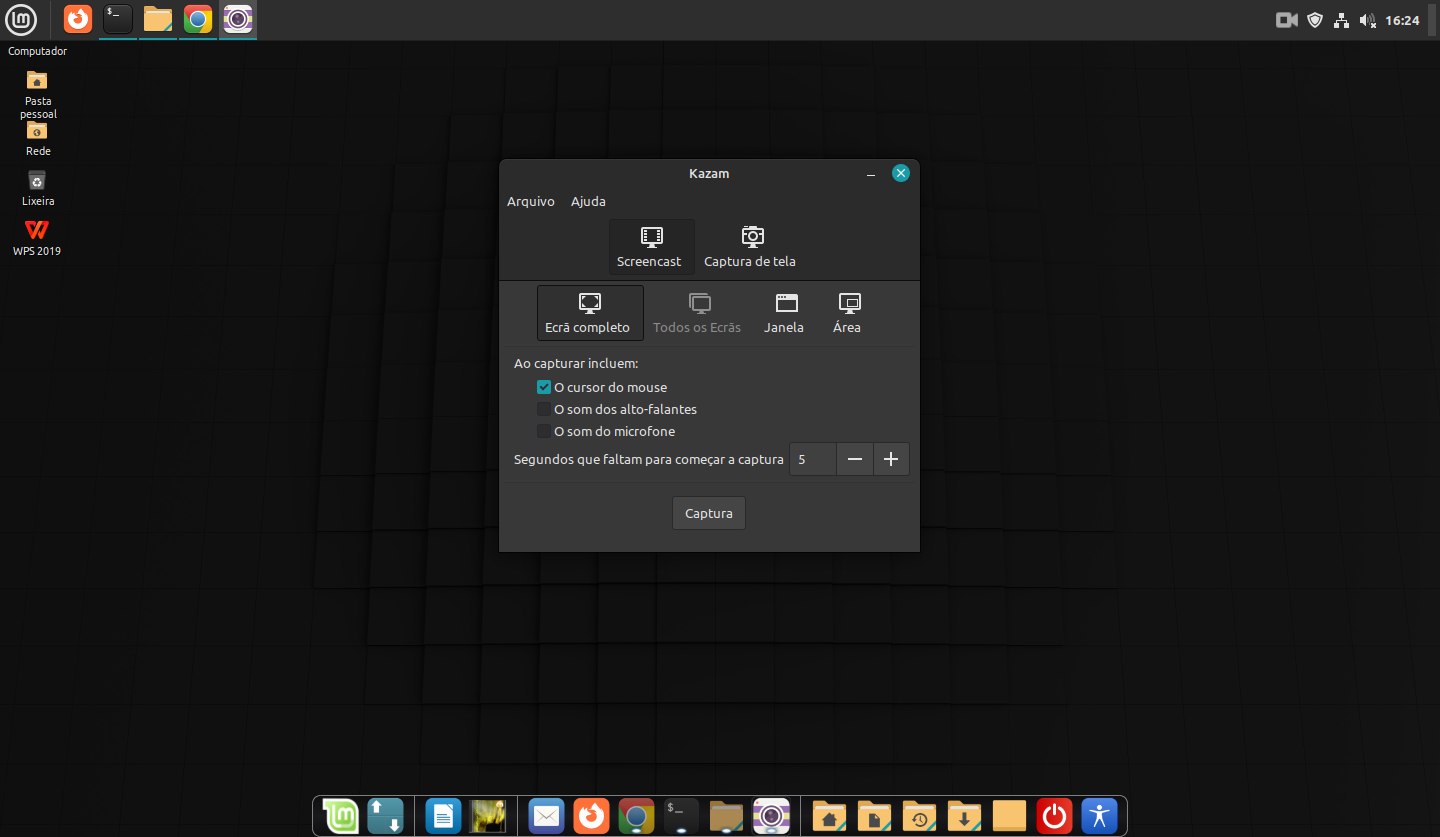 16:24
Computador
Pasta
pessoal
Rede
Lixeira
WPS 2019
Kazam
Arquivo Ajuda
Screencast Captura de tela
Ecrã completo Todos os Ecrãs Janela Área
Ao capturar incluem:
O cursor do mouse
O som dos alto-falantes
O som do microfone
Segundos que faltam para começar a captura 5
Captura